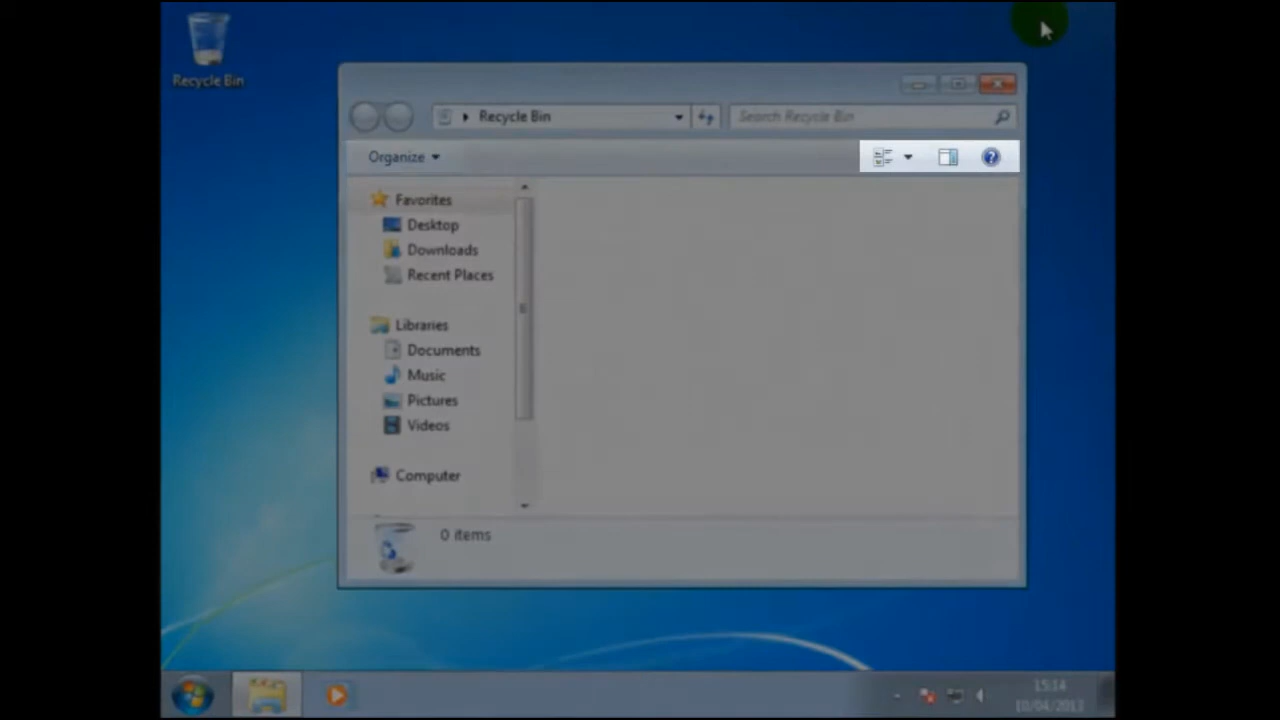 Recycle Bin
Recycle Bin
Search Recycle Bin
Organize
Favorites
Desktop
Downloads
Recent Places
Libraries
Documents
Music
Pictures
Videos
Computer
0 items
15:14
10/04/2013